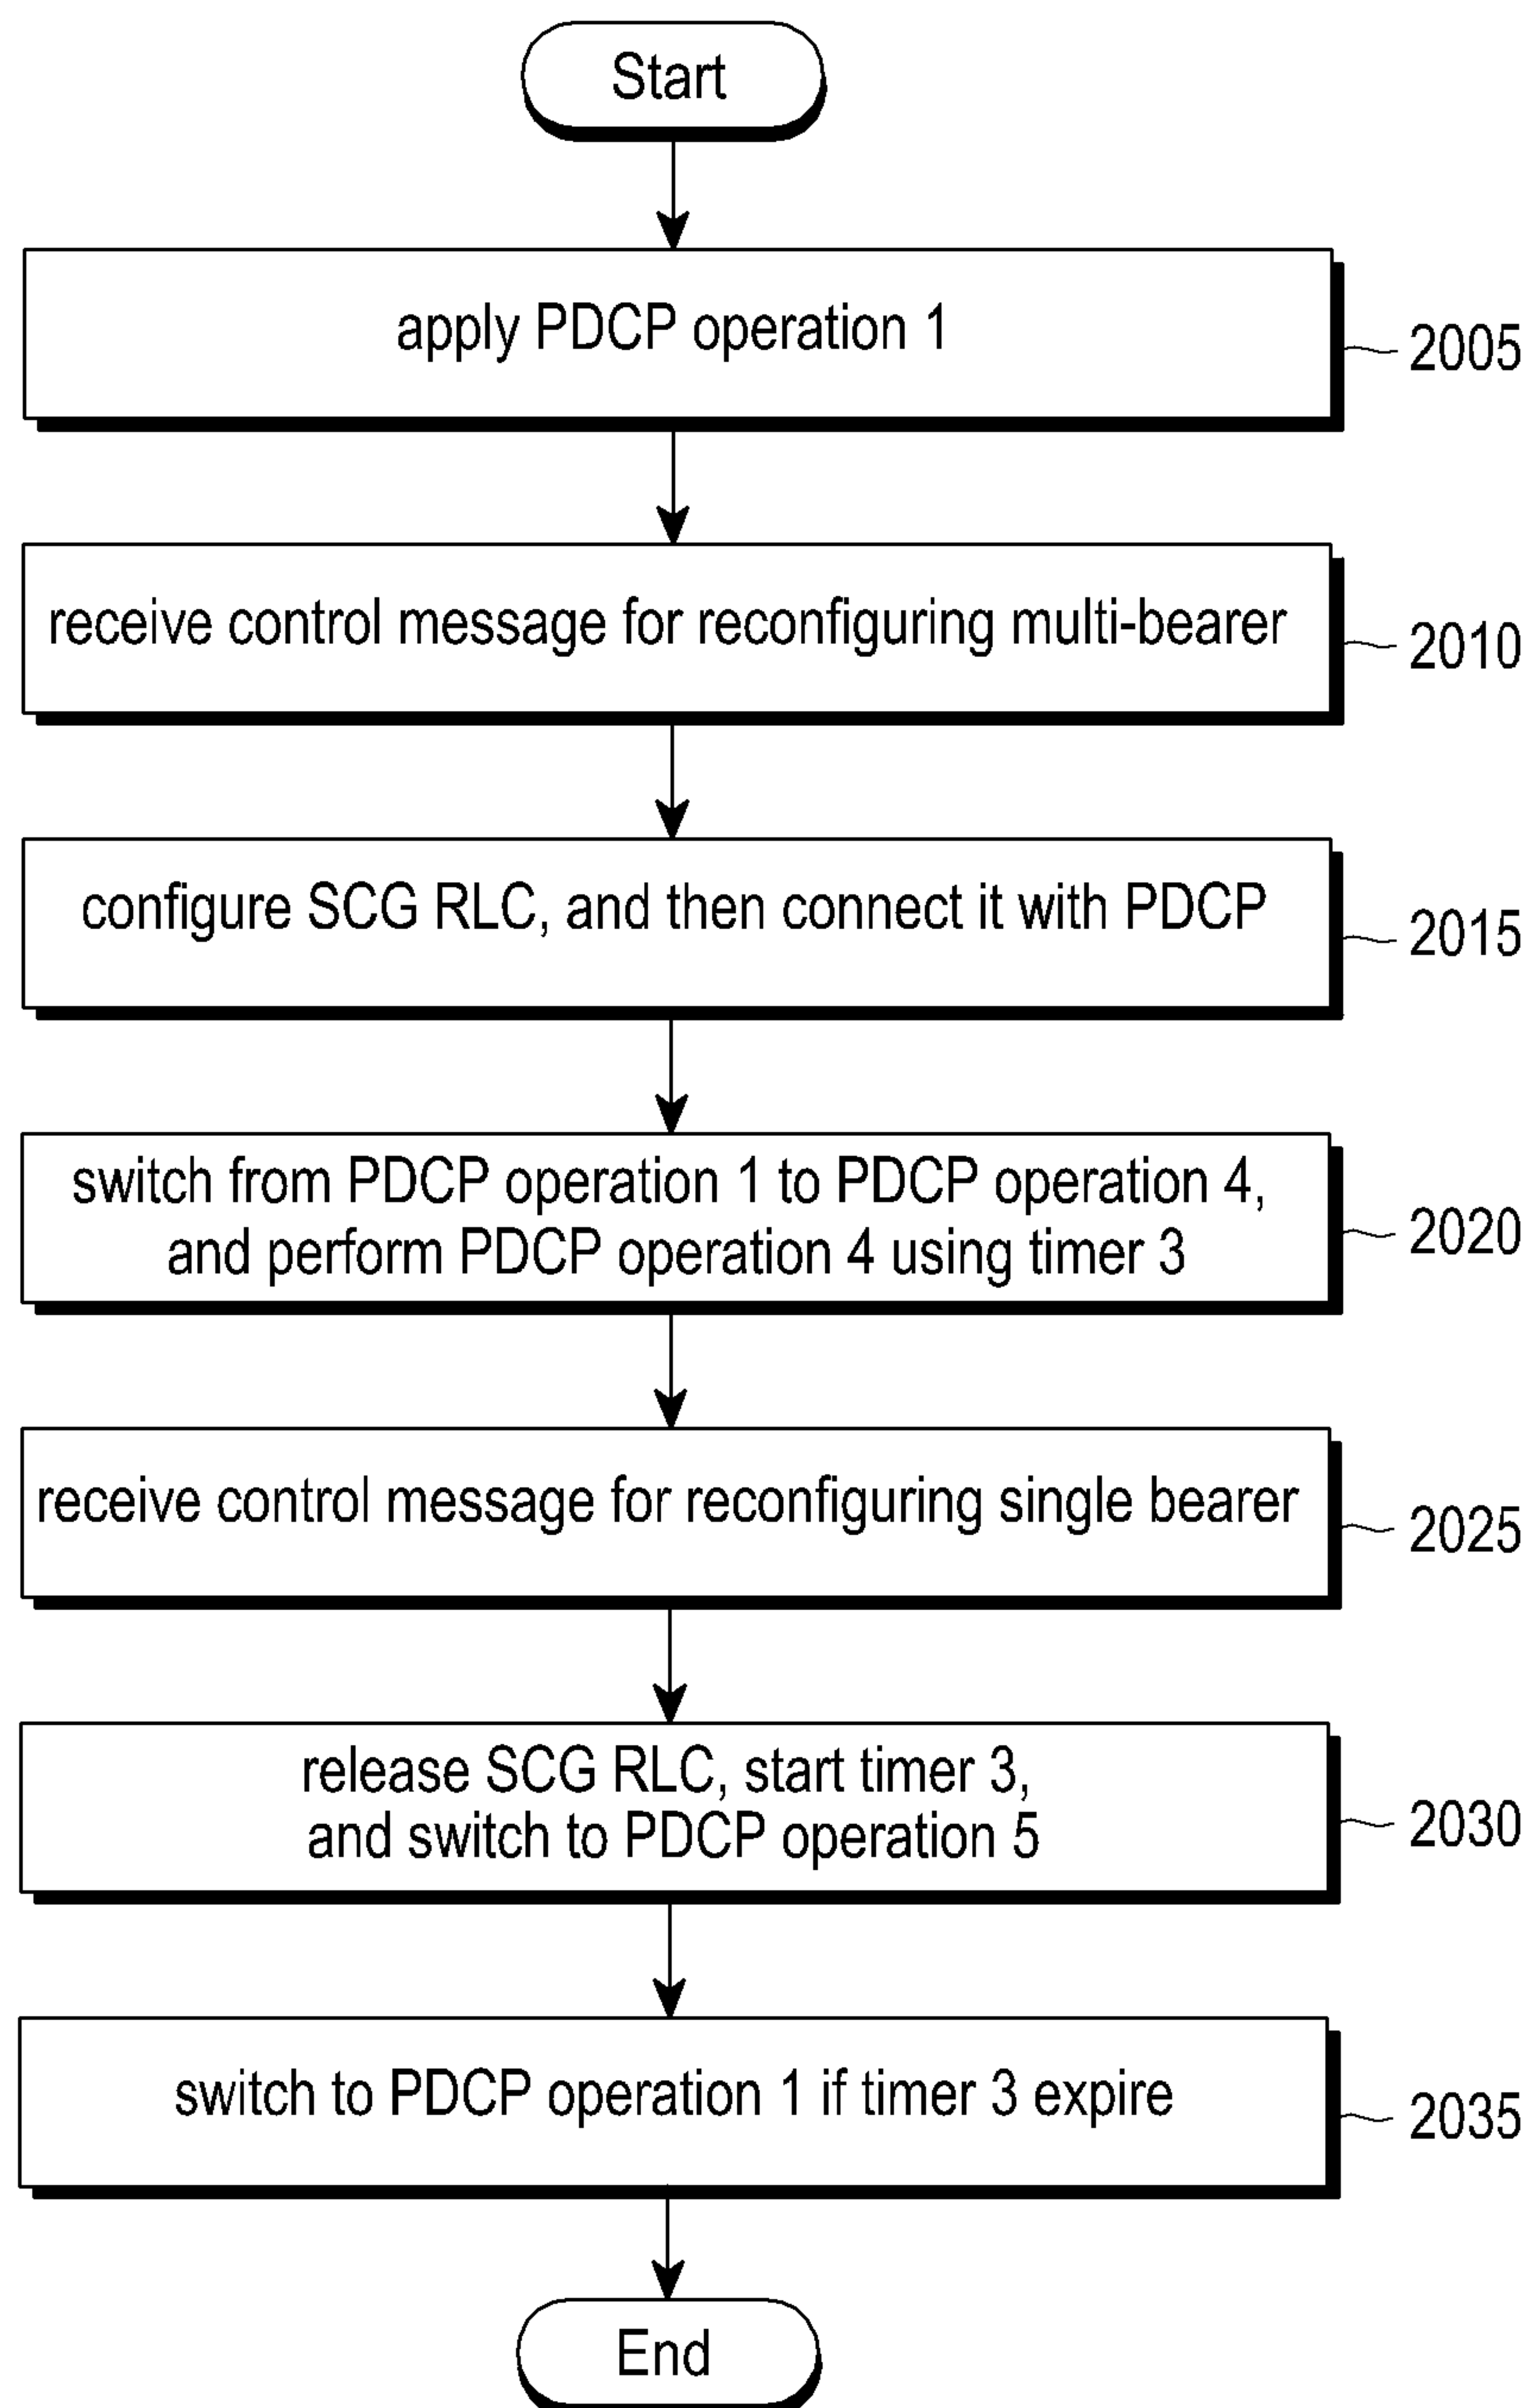 Start
apply PDCP operation 1
2005
receive control message for reconfiguring multi-bearer
2010
configure SCG RLC, and then connect it with PDCP
2015
switch from PDCP operation 1 to PDCP operation 4,
and perform PDCP operation 4 using timer 3
2020
receive control message for reconfiguring single bearer
2025
release SCG RLC, start timer 3,
and switch to PDCP operation 5
2030
switch to PDCP operation 1 if timer 3 expire
2035
End